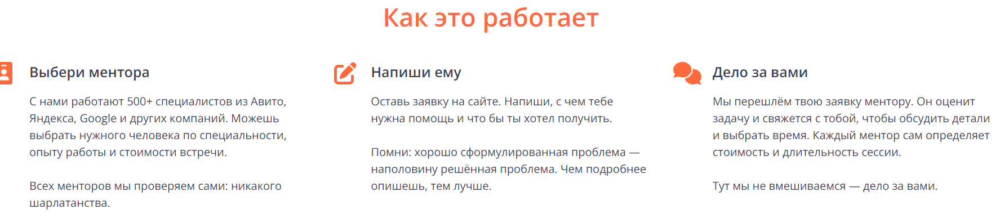 Как это работает
Выбери ментора
С нами работают 500+ специалистов из Авито,
Яндекса, Google и других компаний. Можешь
выбрать нужного человека по специальности,
опыту работы и стоимости встречи.
Всех менторов мы проверяем сами: никакого
шарлатанства.
Напиши ему
Оставь заявку на сайте. Напиши, с чем тебе
нужна помощь и что бы ты хотел получить.
Помни: хорошо сформулированная проблема —
наполовину решённая проблема. Чем подробнее
опишешь, тем лучше.
Дело за вами
Мы перешлём твою заявку ментору. Он оценит
задачу и свяжется с тобой, чтобы обсудить детали
и выбрать время. Каждый ментор сам определяет
стоимость и длительность сессии.
Тут мы не вмешиваемся — дело за вами.